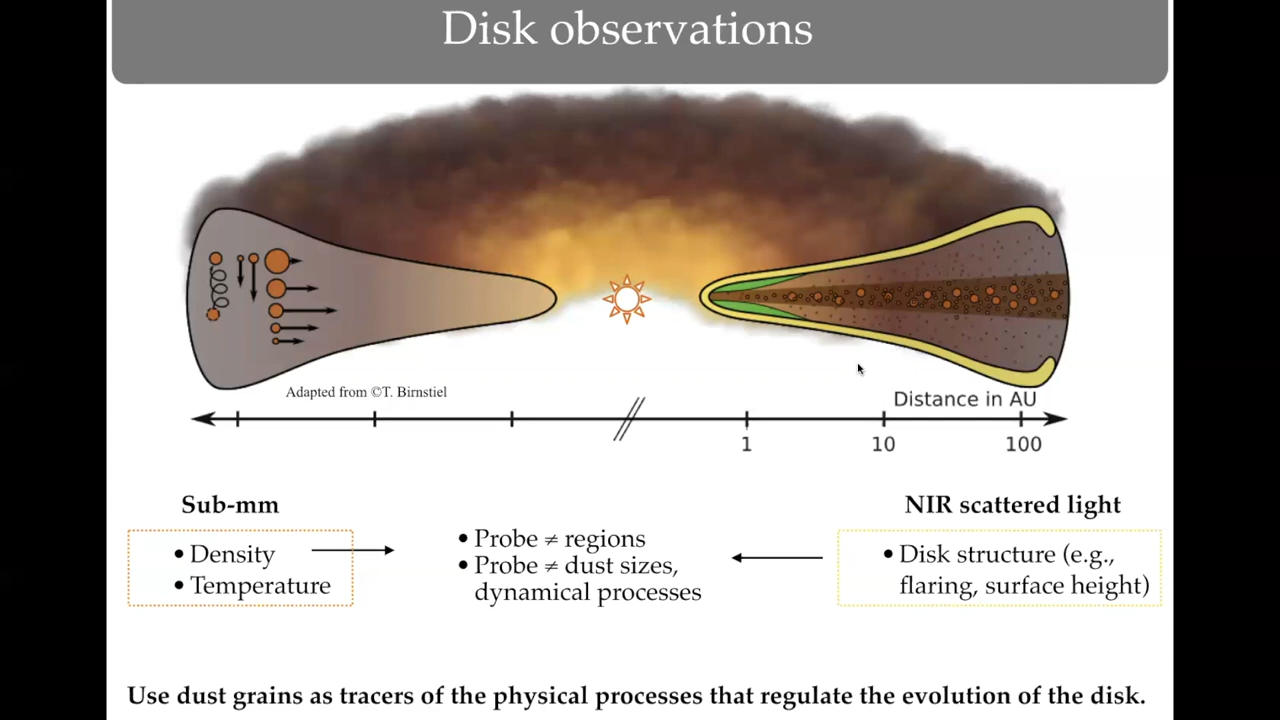 Disk observations
Adapted from ©T. Birnstiel
Distance in AU
1 10 100
Sub-mm
• Density
• Temperature
• Probe ≠ regions
• Probe ≠ dust sizes,
dynamical processes
NIR scattered light
• Disk structure (e.g.,
flaring, surface height)
Use dust grains as tracers of the physical processes that regulate the evolution of the disk.